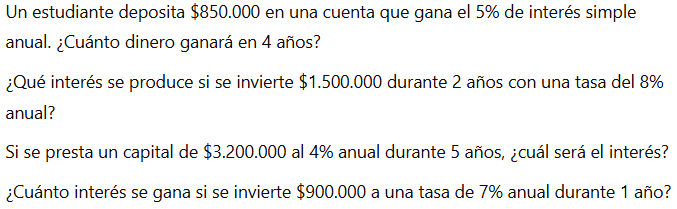 Un estudiante deposita $850.000 en una cuenta que gana el 5% de interés simple
anual. ¿Cuánto dinero ganará en 4 años?
¿Qué interés se produce si se invierte $1.500.000 durante 2 años con una tasa del 8%
anual?
Si se presta un capital de $3.200.000 al 4% anual durante 5 años, ¿cuál será el interés?
¿Cuánto interés se gana si se invierte $900.000 a una tasa de 7% anual durante 1 año?